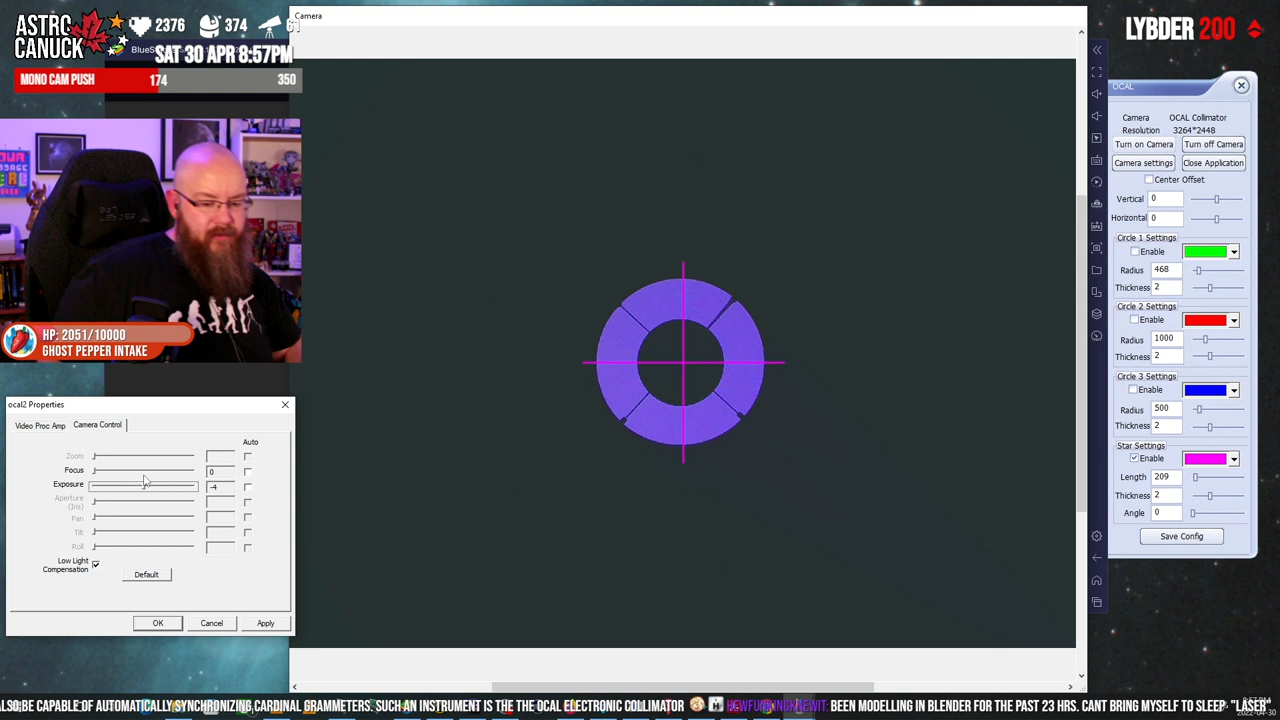 ASTRO
CANUCK
2376
374
SAT 30 APR 8:57PM
MONO CAM PUSH 174 350
HP: 2051/10000
GHOST PEPPER INTAKE
LYBDER 200
Camera
ocal2 Properties
Video Proc Amp Camera Control
Auto
Zoom
Focus 0
Exposure -4
Aperture
(Iris)
Pan
Tilt
Roll
Low Light
Compensation
Default
OK Cancel Apply
OCAL
Camera OCAL Collimator
Resolution 3264*2448
Turn on Camera Turn off Camera
Camera settings Close Application
Center Offset
Vertical 0
Horizontal 0
Circle 1 Settings
Enable
Radius 468
Thickness 2
Circle 2 Settings
Enable
Radius 1000
Thickness 2
Circle 3 Settings
Enable
Radius 500
Thickness 2
Star Settings
Enable
Length 209
Thickness 2
Angle 0
Save Config
ALSO BE CAPABLE OF AUTOMATICALLY SYNCHRONIZING CARDINAL GRAMMETERS. SUCH AN INSTRUMENT IS THE THE OCAL ELECTRONIC COLLIMATOR NEWFUNKINGKNEWIT: BEEN MODELLING IN BLENDER FOR THE PAST 23 HRS. CANT BRING MYSELF TO SLEEP "LASER
2022-04-30